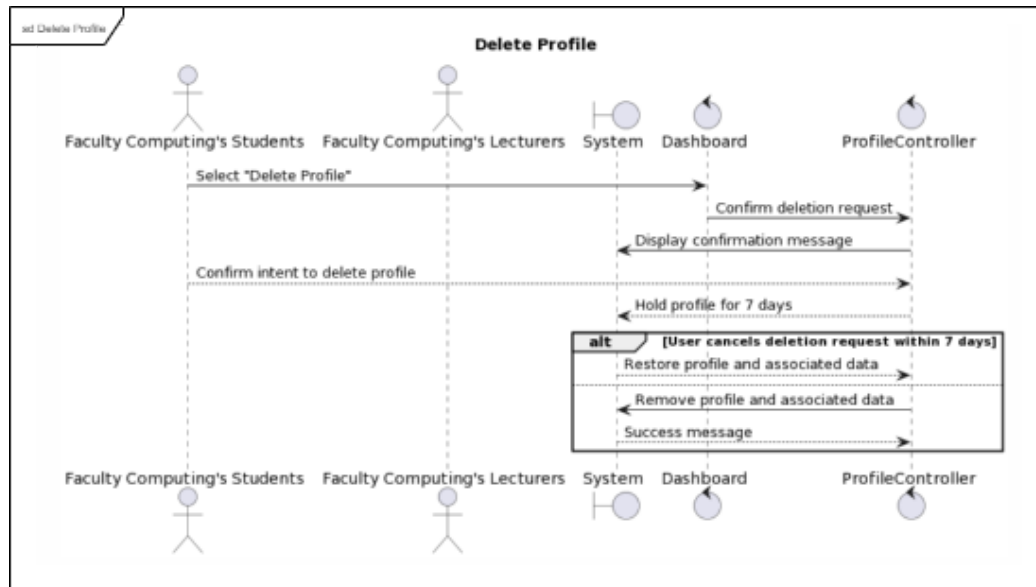 sd Delete Profile
Delete Profile
Faculty Computing's Students Faculty Computing's Lecturers System Dashboard ProfileController
Select "Delete Profile"
Confirm deletion request
Display confirmation message
Confirm intent to delete profile
Hold profile for 7 days
alt [User cancels deletion request within 7 days]
Restore profile and associated data
Remove profile and associated data
Success message
Faculty Computing's Students Faculty Computing's Lecturers System Dashboard ProfileController